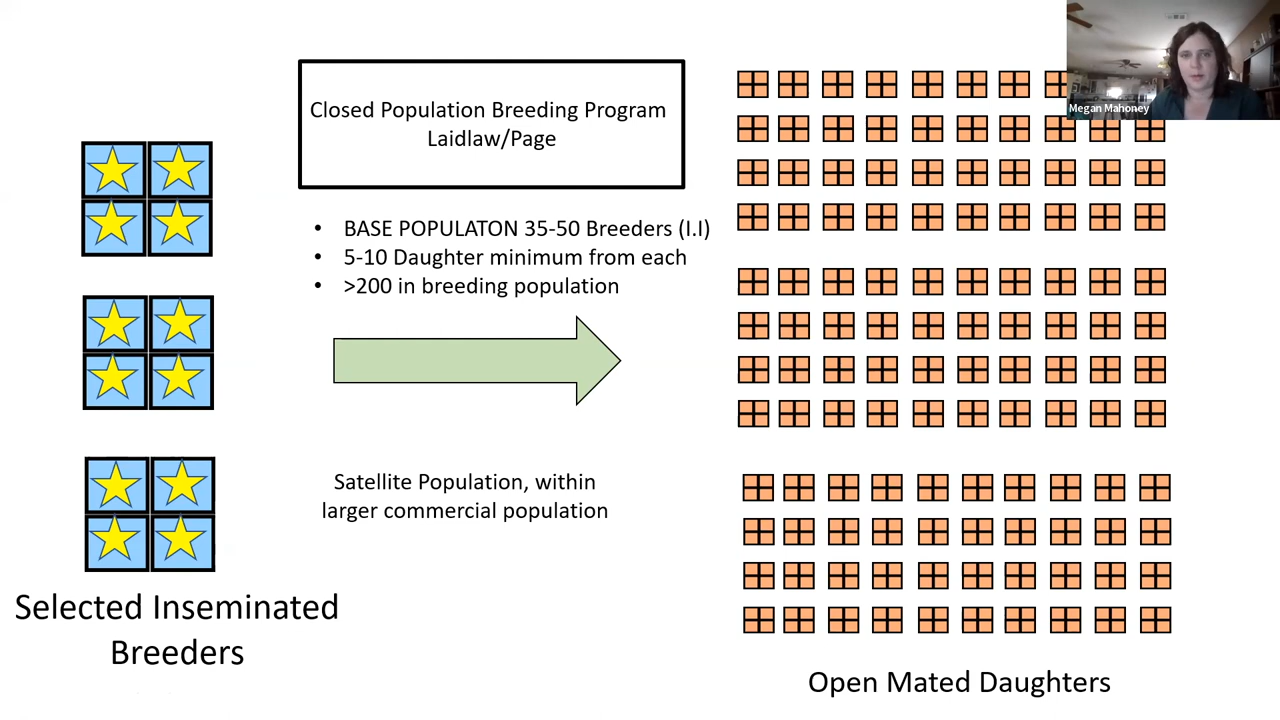 Closed Population Breeding Program
Laidlaw/Page
Megan Mahoney
• BASE POPULATON 35-50 Breeders (I.I)
• 5-10 Daughter minimum from each
• >200 in breeding population
Satellite Population, within
larger commercial population
Selected Inseminated
Breeders
Open Mated Daughters